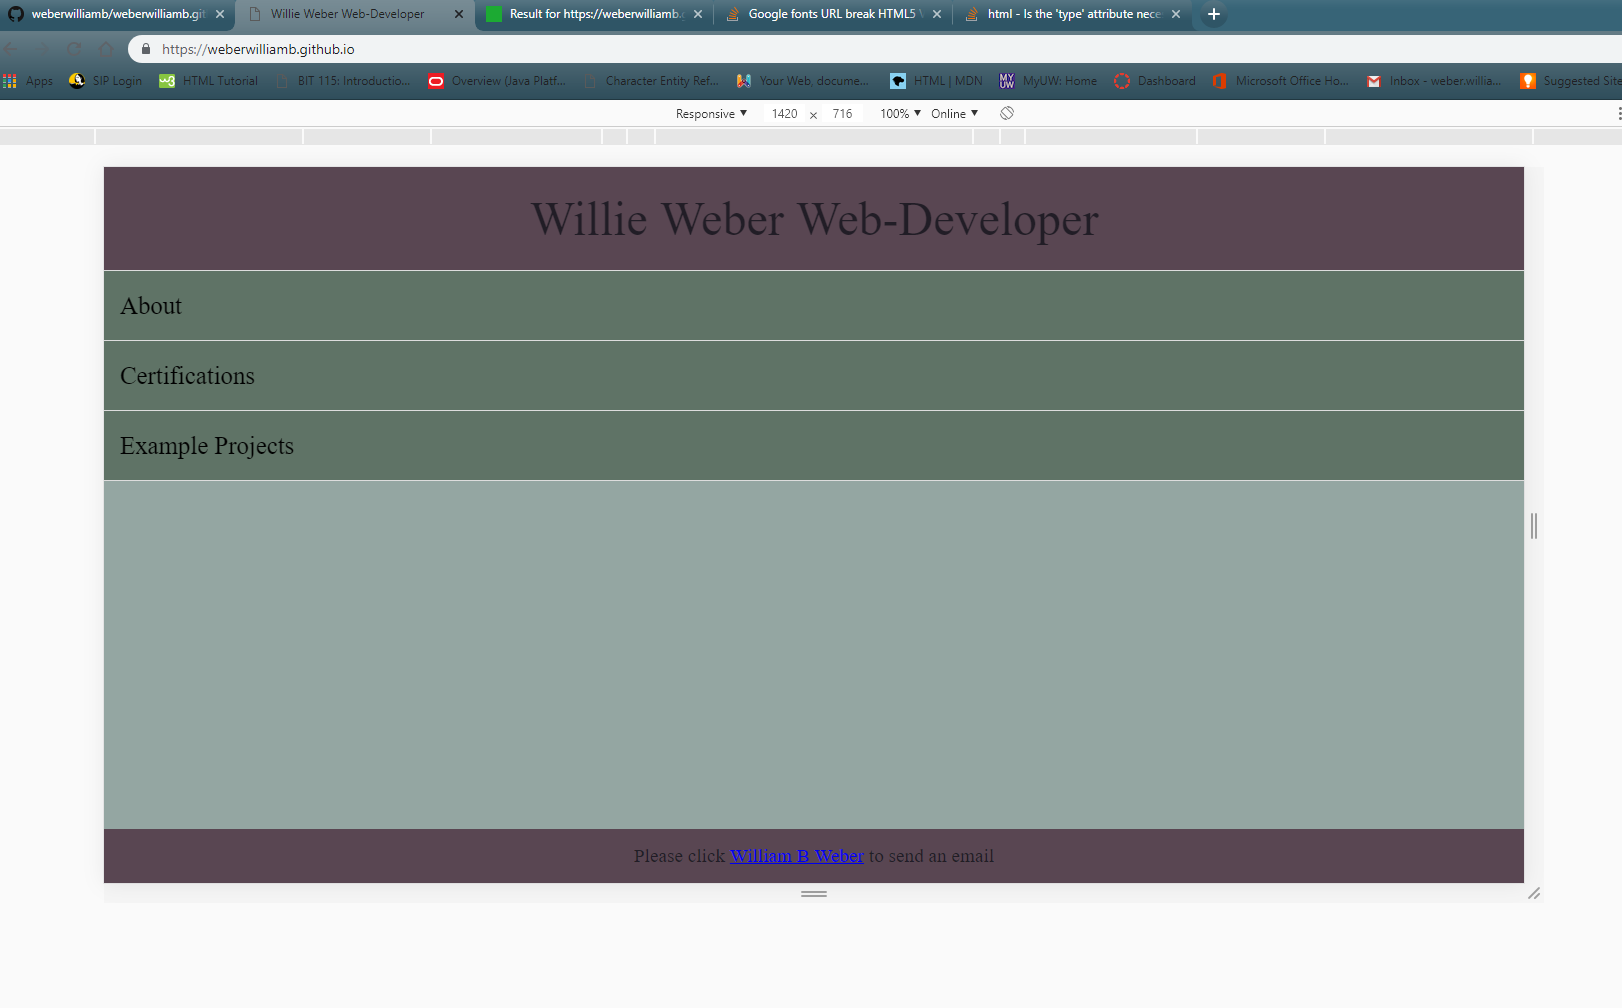 weberwilliamb/weberwilliamb.git
Willie Weber Web-Developer
Result for https://weberwilliamb.g
Google fonts URL break HTML5 V
html - Is the 'type' attribute nece
https://weberwilliamb.github.io
Apps
SIP Login
HTML Tutorial
BIT 115: Introductio...
Overview (Java Platf...
Character Entity Ref...
Your Web, docume...
HTML | MDN
MyUW: Home
Dashboard
Microsoft Office Ho...
Inbox - weber.willia...
Suggested Site
Responsive 1420 x 716 100% Online
Willie Weber Web-Developer
About
Certifications
Example Projects
Please click William B Weber to send an email